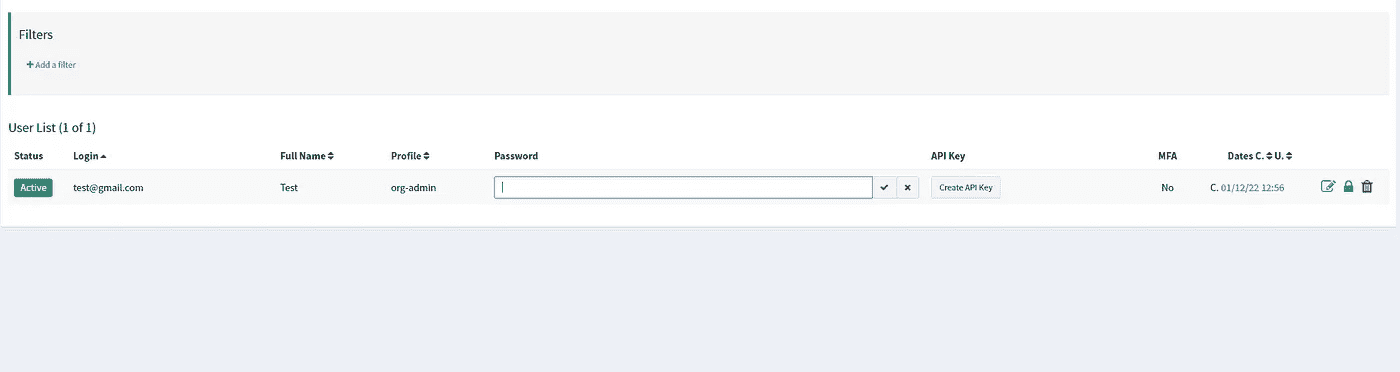 Filters
+Add a filter
User List (1 of 1)
Status Login Full Name Profile Password API Key MFA Dates C. U.
Active test@gmail.com Test org-admin Create API Key No C. 01/12/22 12:56